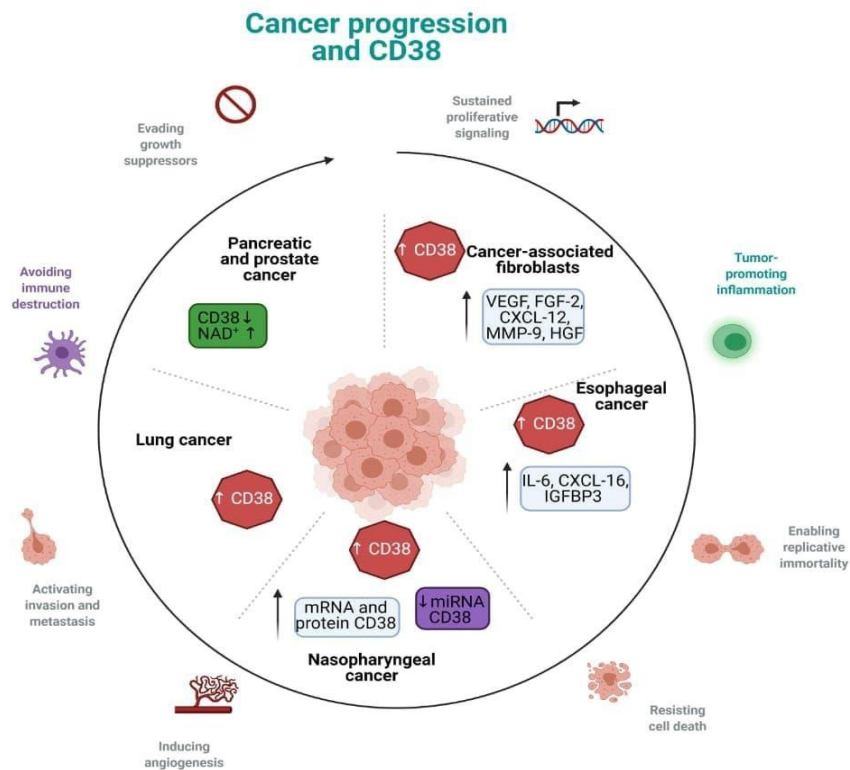 Cancer progression
and CD38
Evading
growth
suppressors
Sustained
proliferative
signaling
Pancreatic
and prostate
cancer
CD38 ↓
NAD⁺ ↑
↑ CD38
Cancer-associated
fibroblasts
VEGF, FGF-2,
CXCL-12,
MMP-9, HGF
Tumor-
promoting
inflammation
Avoiding
immune
destruction
Esophageal
cancer
↑ CD38
IL-6, CXCL-16,
IGFBP3
Lung cancer
↑ CD38
↑ CD38
mRNA and
protein CD38
↓miRNA
CD38
Nasopharyngeal
cancer
Enabling
replicative
immortality
Activating
invasion and
metastasis
Resisting
cell death
Inducing
angiogenesis